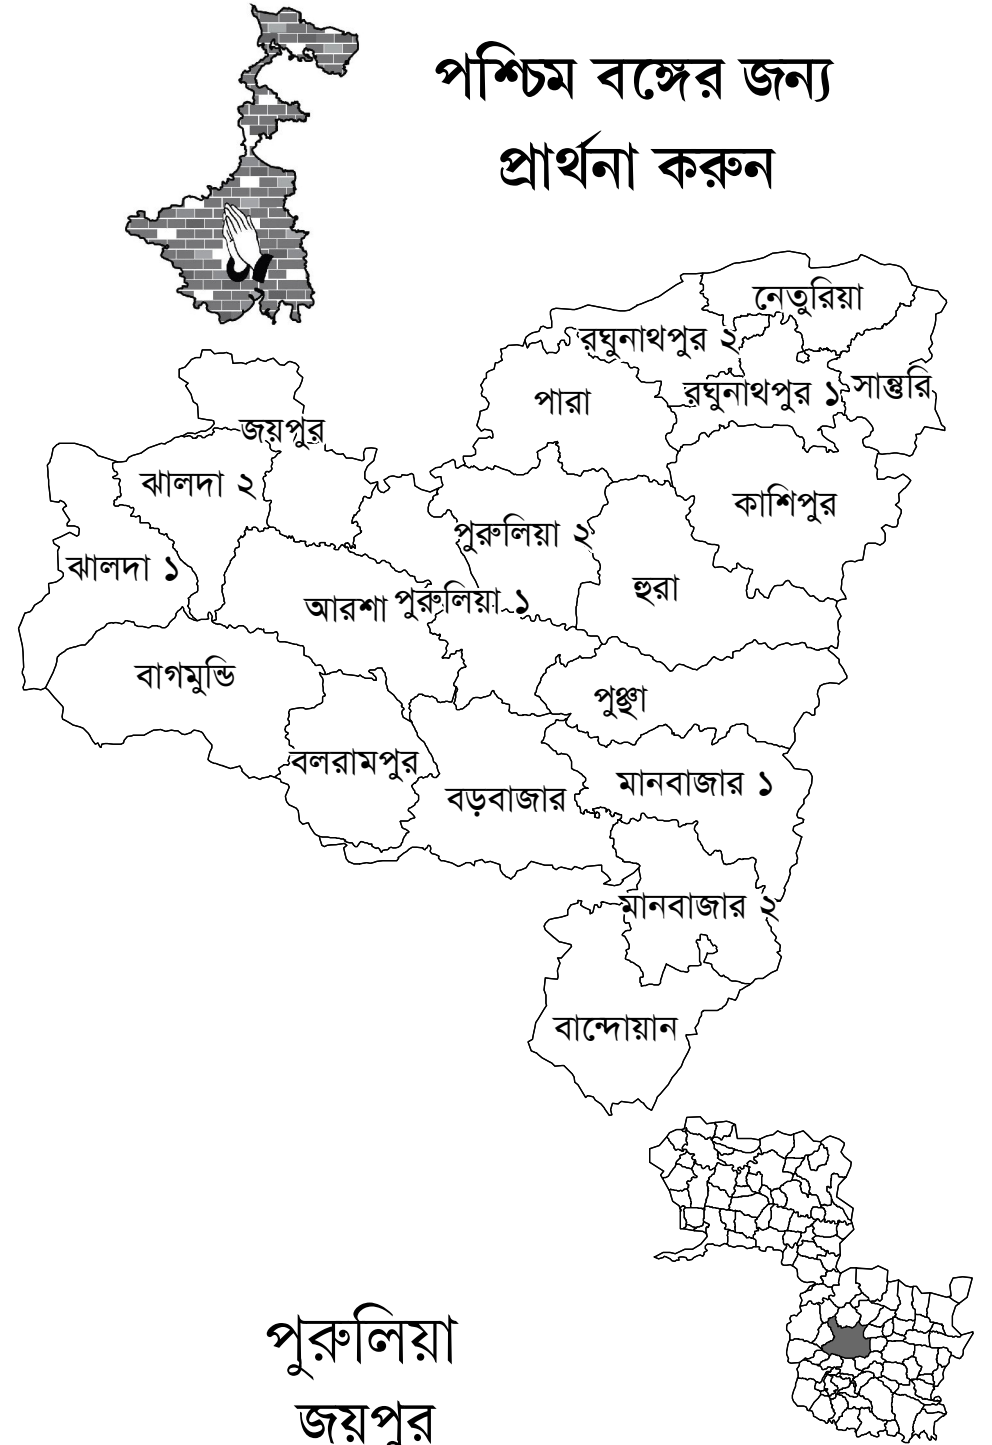 পশ্চিম বঙ্গের জন্য
প্রার্থনা করুন
নেতুরিয়া
রঘুনাথপুর ২
রঘুনাথপুর ১
সান্তুরি
পারা
জয়পুর
ঝালদা ২
কাশিপুর
পুরুলিয়া ২
ঝালদা ১
হুরা
আরশা
পুরুলিয়া ১
বাগমুন্ডি
পুঞ্ছা
বলরামপুর
মানবাজার ১
বড়বাজার
মানবাজার ২
বান্দোয়ান
পুরুলিয়া
জয়পুর